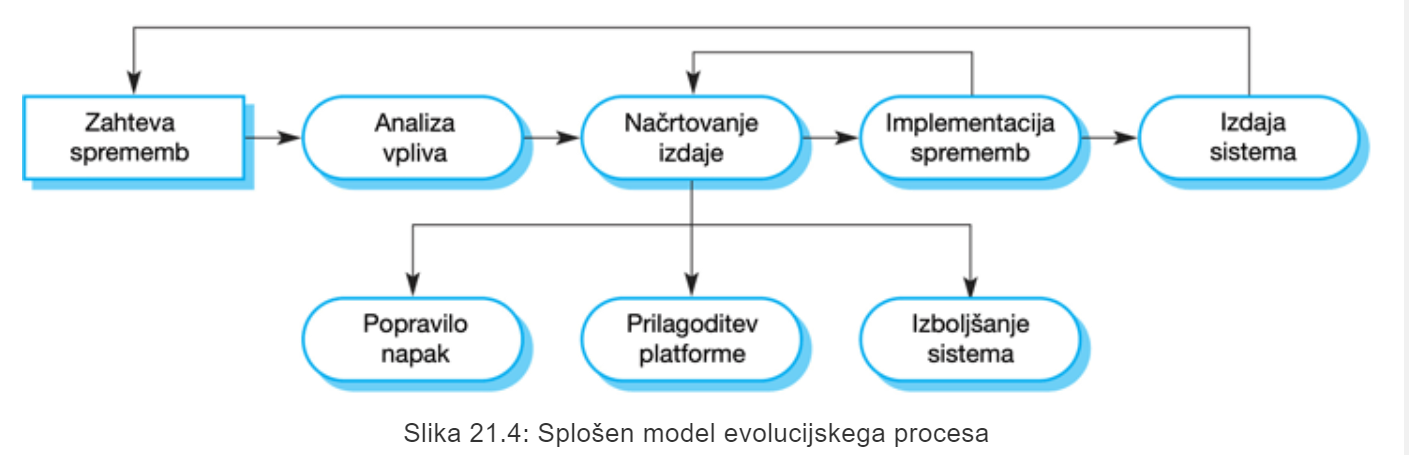 Zahteva
sprememb
Analiza
vpliva
Načrtovanje
izdaje
Implementacija
sprememb
Izdaja
sistema
Popravilo
napak
Prilagoditev
platforme
Izboljšanje
sistema
Slika 21.4: Splošen model evolucijskega procesa